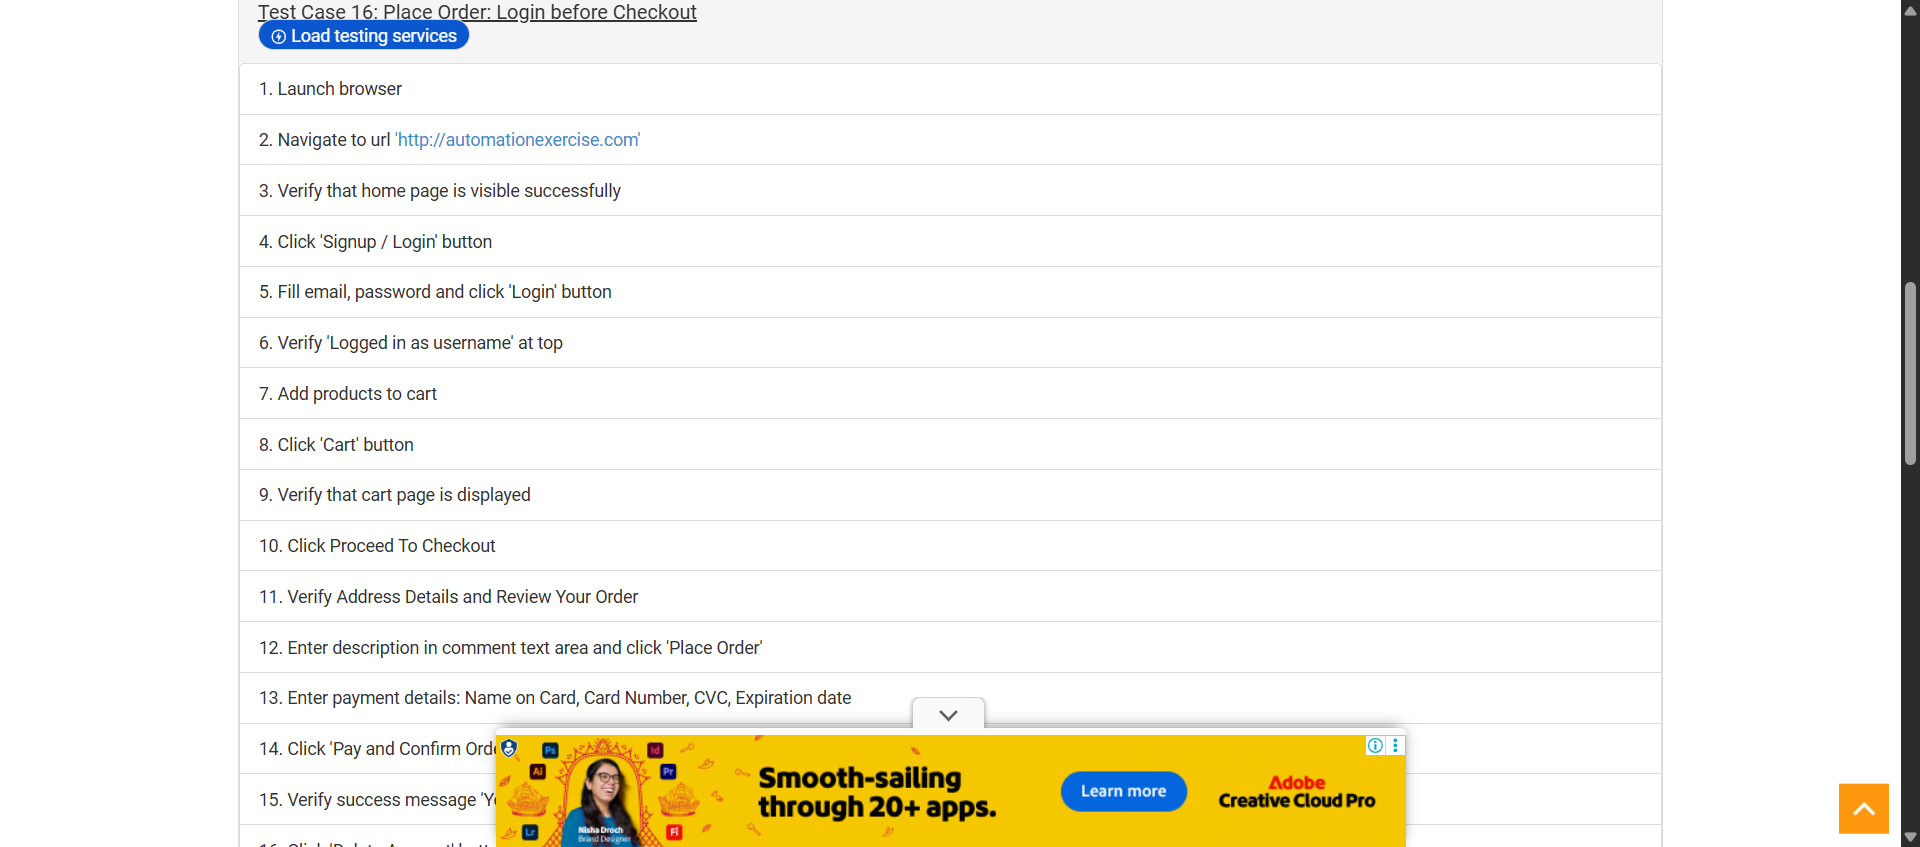 Test Case 16: Place Order: Login before Checkout
Load testing services
1. Launch browser
2. Navigate to url 'http://automationexercise.com'
3. Verify that home page is visible successfully
4. Click 'Signup / Login' button
5. Fill email, password and click 'Login' button
6. Verify 'Logged in as username' at top
7. Add products to cart
8. Click 'Cart' button
9. Verify that cart page is displayed
10. Click Proceed To Checkout
11. Verify Address Details and Review Your Order
12. Enter description in comment text area and click 'Place Order'
13. Enter payment details: Name on Card, Card Number, CVC, Expiration date
14. Click 'Pay and Confirm
15. Verify success message
Ps
Id
Ai
Pr
Lr
Fi
Nisha Droch
Brand Designer
Smooth-sailing
through 20+ apps.
Learn more
Adobe
Creative Cloud Pro